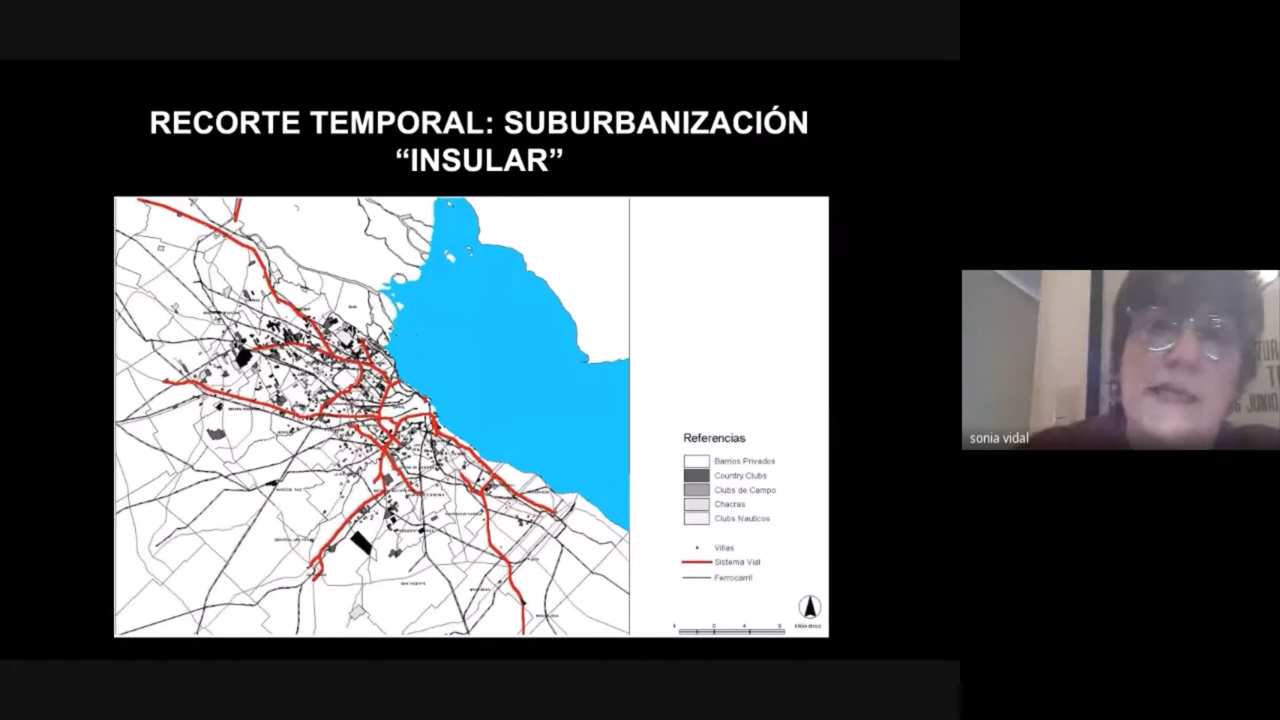 RECORTE TEMPORAL: SUBURBANIZACIÓN
“INSULAR”
Referencias
Barrios Privados
Country Clubs
Clubs de Campo
Chacras
Clubs Nauticos
Villas
Sistema Vial
Ferrocarril
sonia vidal